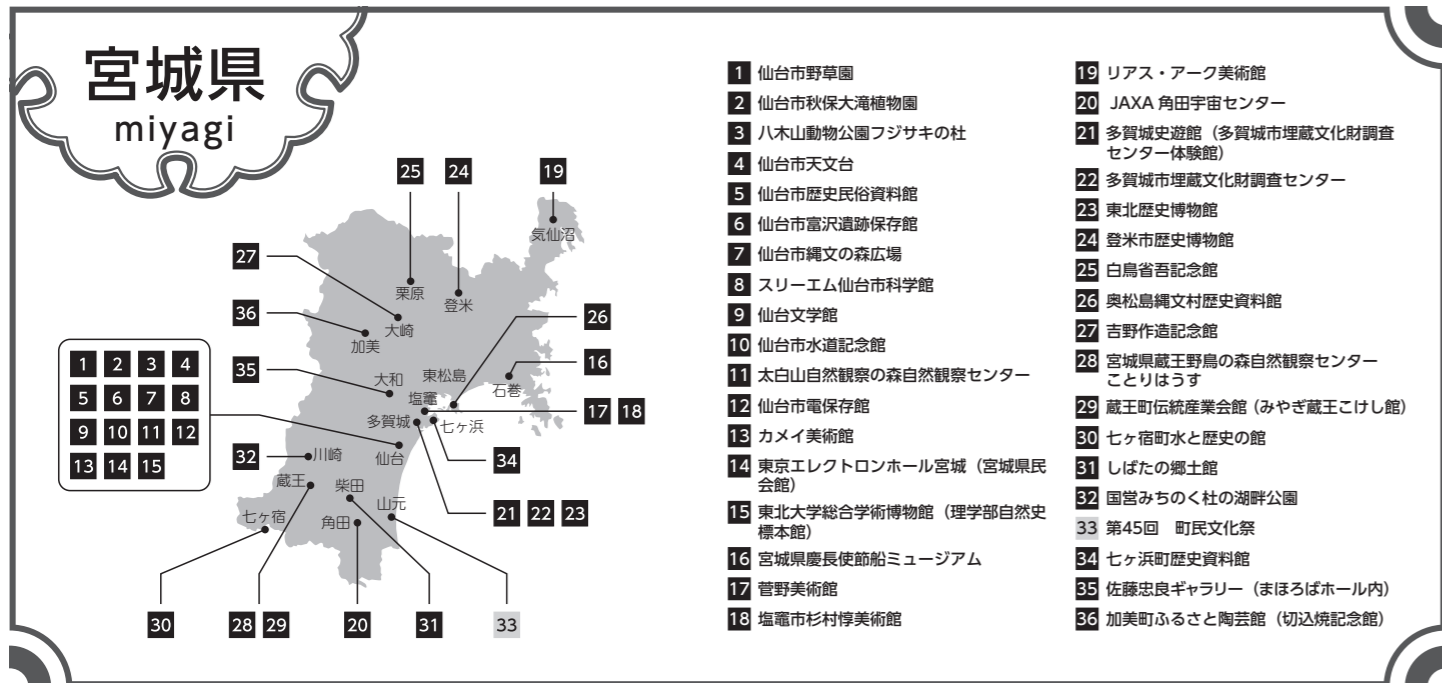 宮城県
miyagi
25
24
19
気仙沼
27
栗原
登米
36
大崎
加美
26
1 2 3 4
5 6 7 8
9 10 11 12
13 14 15
35
大和
東松島
石巻
16
塩竈
17 18
多賀城
七ヶ浜
32
川崎
仙台
34
蔵王
柴田
山元
七ヶ宿
角田
21 22 23
30
28 29
20
31
33
1 仙台市野草園
2 仙台市秋保大滝植物園
3 八木山動物公園フジサキの杜
4 仙台市天文台
5 仙台市歴史民俗資料館
6 仙台市富沢遺跡保存館
7 仙台市縄文の森広場
8 スリーエム仙台市科学館
9 仙台文学館
10 仙台市水道記念館
11 太白山自然観察の森自然観察センター
12 仙台市電保存館
13 カメイ美術館
14 東京エレクトロンホール宮城（宮城県民
会館）
15 東北大学総合学術博物館（理学部自然史
標本館）
16 宮城県慶長使節船ミュージアム
17 菅野美術館
18 塩竈市杉村惇美術館
19 リアス・アーク美術館
20 JAXA 角田宇宙センター
21 多賀城史遊館（多賀城市埋蔵文化財調査
センター体験館）
22 多賀城市埋蔵文化財調査センター
23 東北歴史博物館
24 登米市歴史博物館
25 白鳥省吾記念館
26 奥松島縄文村歴史資料館
27 吉野作造記念館
28 宮城県蔵王野鳥の森自然観察センター
ことりはうす
29 蔵王町伝統産業会館（みやぎ蔵王こけし館）
30 七ヶ宿町水と歴史の館
31 しばたの郷土館
32 国営みちのく杜の湖畔公園
33 第45回　町民文化祭
34 七ヶ浜町歴史資料館
35 佐藤忠良ギャラリー（まほろばホール内）
36 加美町ふるさと陶芸館（切込焼記念館）